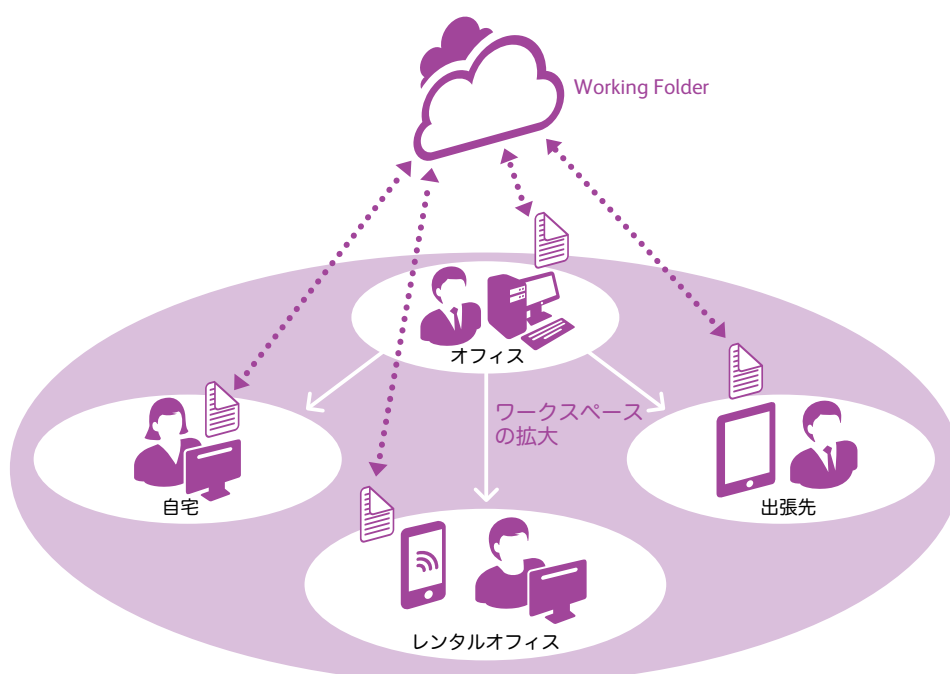 Working Folder
オフィス
ワークスペース
の拡大
自宅
出張先
レンタルオフィス